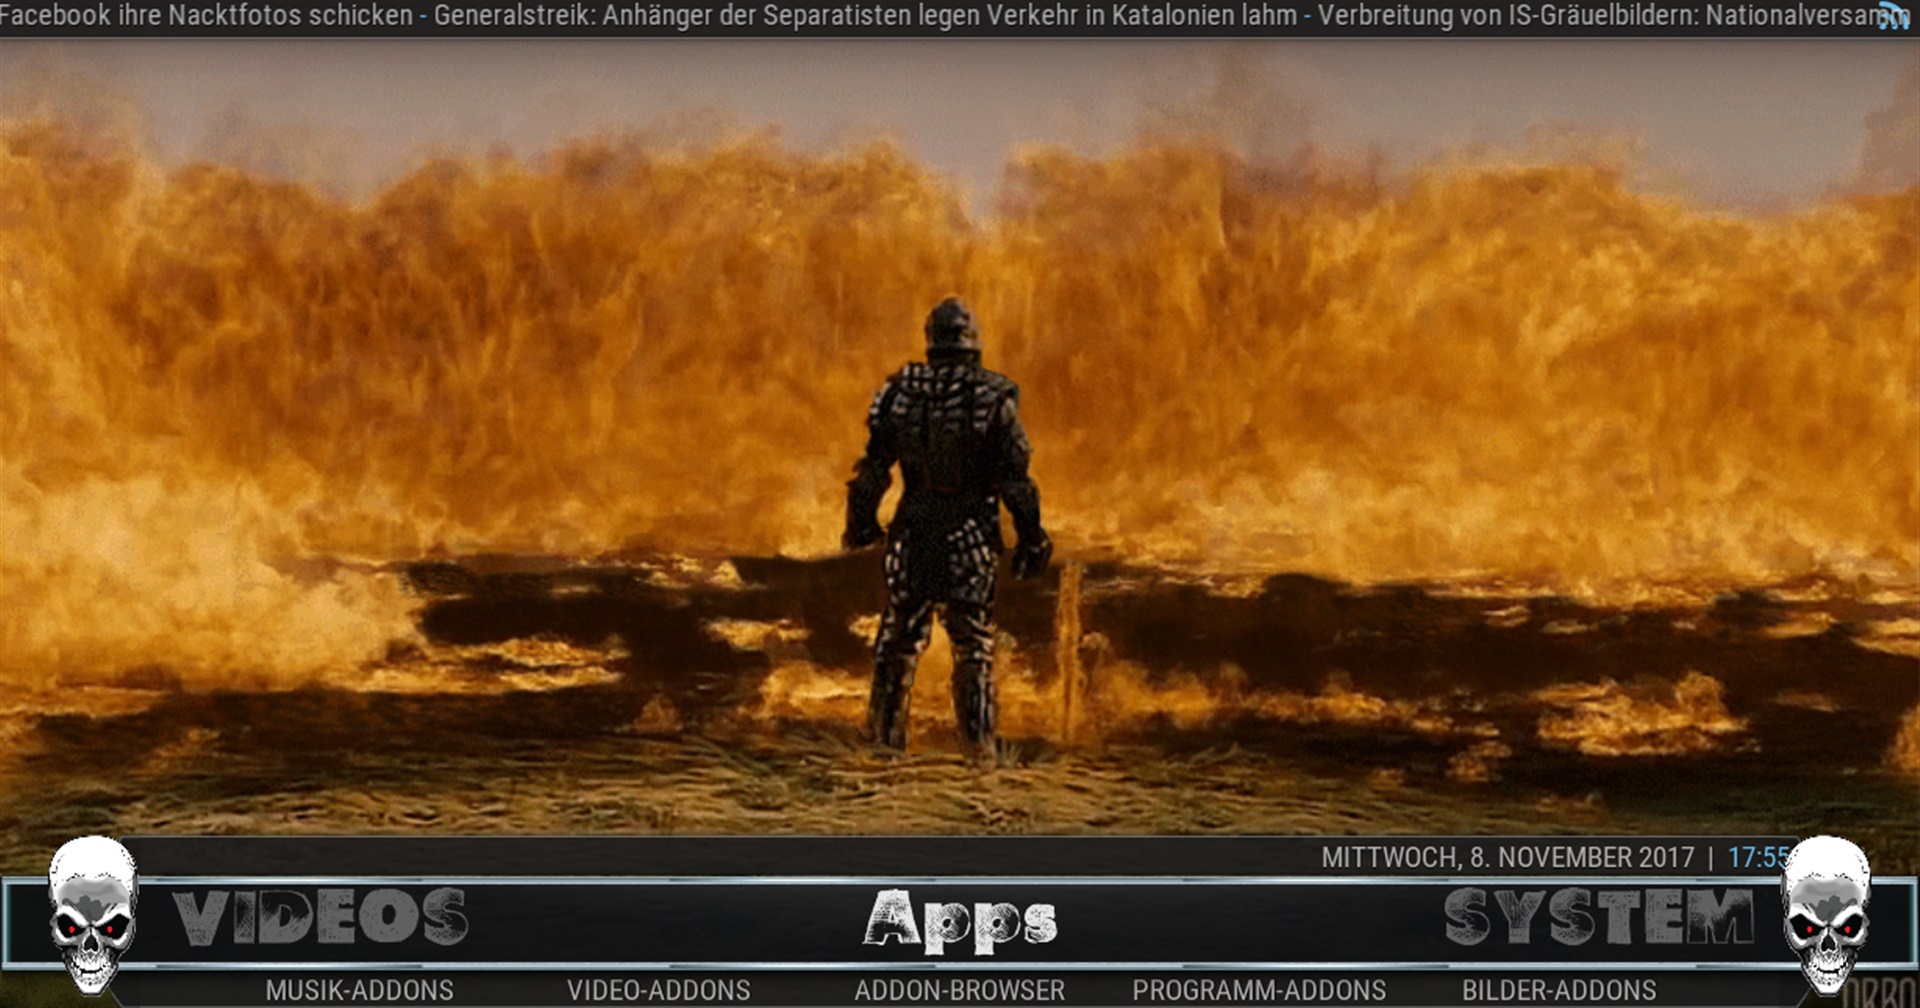 Facebook ihre Nacktfotos schicken - Generalstreik: Anhänger der Separatisten legen Verkehr in Katalonien lahm - Verbreitung von IS-Gräuelbildern: Nationalversamm
MITTWOCH, 8. NOVEMBER 2017 | 17:55
VIDEOS Apps SYSTEM
MUSIK-ADDONS VIDEO-ADDONS ADDON-BROWSER PROGRAMM-ADDONS BILDER-ADDONS